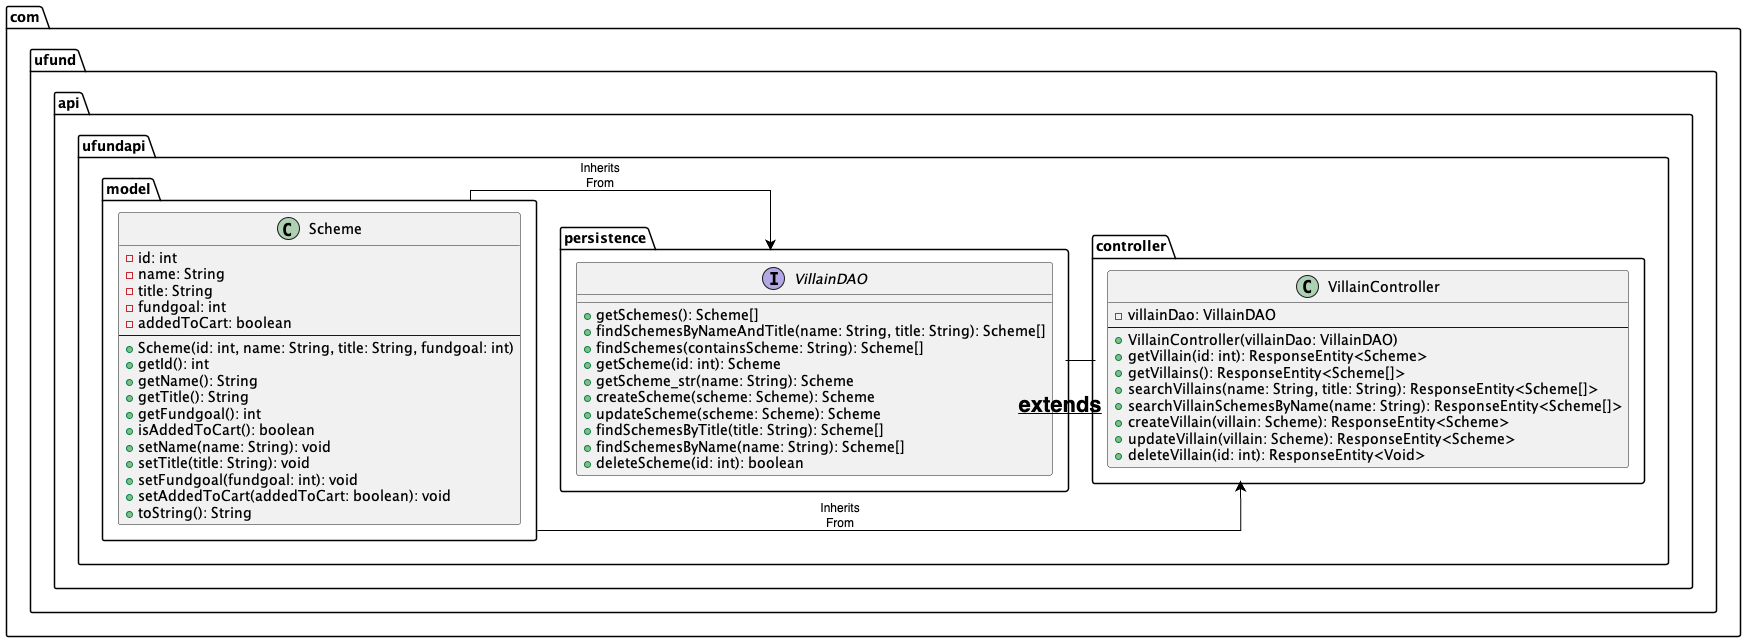 com
ufund
api
ufundapi
model
Inherits
From
C Scheme
id: int
name: String
title: String
fundgoal: int
addedToCart: boolean
Scheme(id: int, name: String, title: String, fundgoal: int)
getId(): int
getName(): String
getTitle(): String
getFundgoal(): int
isAddedToCart(): boolean
setName(name: String): void
setTitle(title: String): void
setFundgoal(fundgoal: int): void
setAddedToCart(addedToCart: boolean): void
toString(): String
persistence
I VillainDAO
getSchemes(): Scheme[]
findSchemesByNameAndTitle(name: String, title: String): Scheme[]
findSchemes(containsScheme: String): Scheme[]
getScheme(id: int): Scheme
getScheme_str(name: String): Scheme
createScheme(scheme: Scheme): Scheme
updateScheme(scheme: Scheme): Scheme
findSchemesByTitle(title: String): Scheme[]
findSchemesByName(name: String): Scheme[]
deleteScheme(id: int): boolean
extends
controller
C VillainController
villainDao: VillainDAO
VillainController(villainDao: VillainDAO)
getVillain(id: int): ResponseEntity<Scheme>
getVillains(): ResponseEntity<Scheme[]>
searchVillains(name: String, title: String): ResponseEntity<Scheme[]>
searchVillainSchemesByName(name: String): ResponseEntity<Scheme[]>
createVillain(villain: Scheme): ResponseEntity<Scheme>
updateVillain(villain: Scheme): ResponseEntity<Scheme>
deleteVillain(id: int): ResponseEntity<Void>
Inherits
From